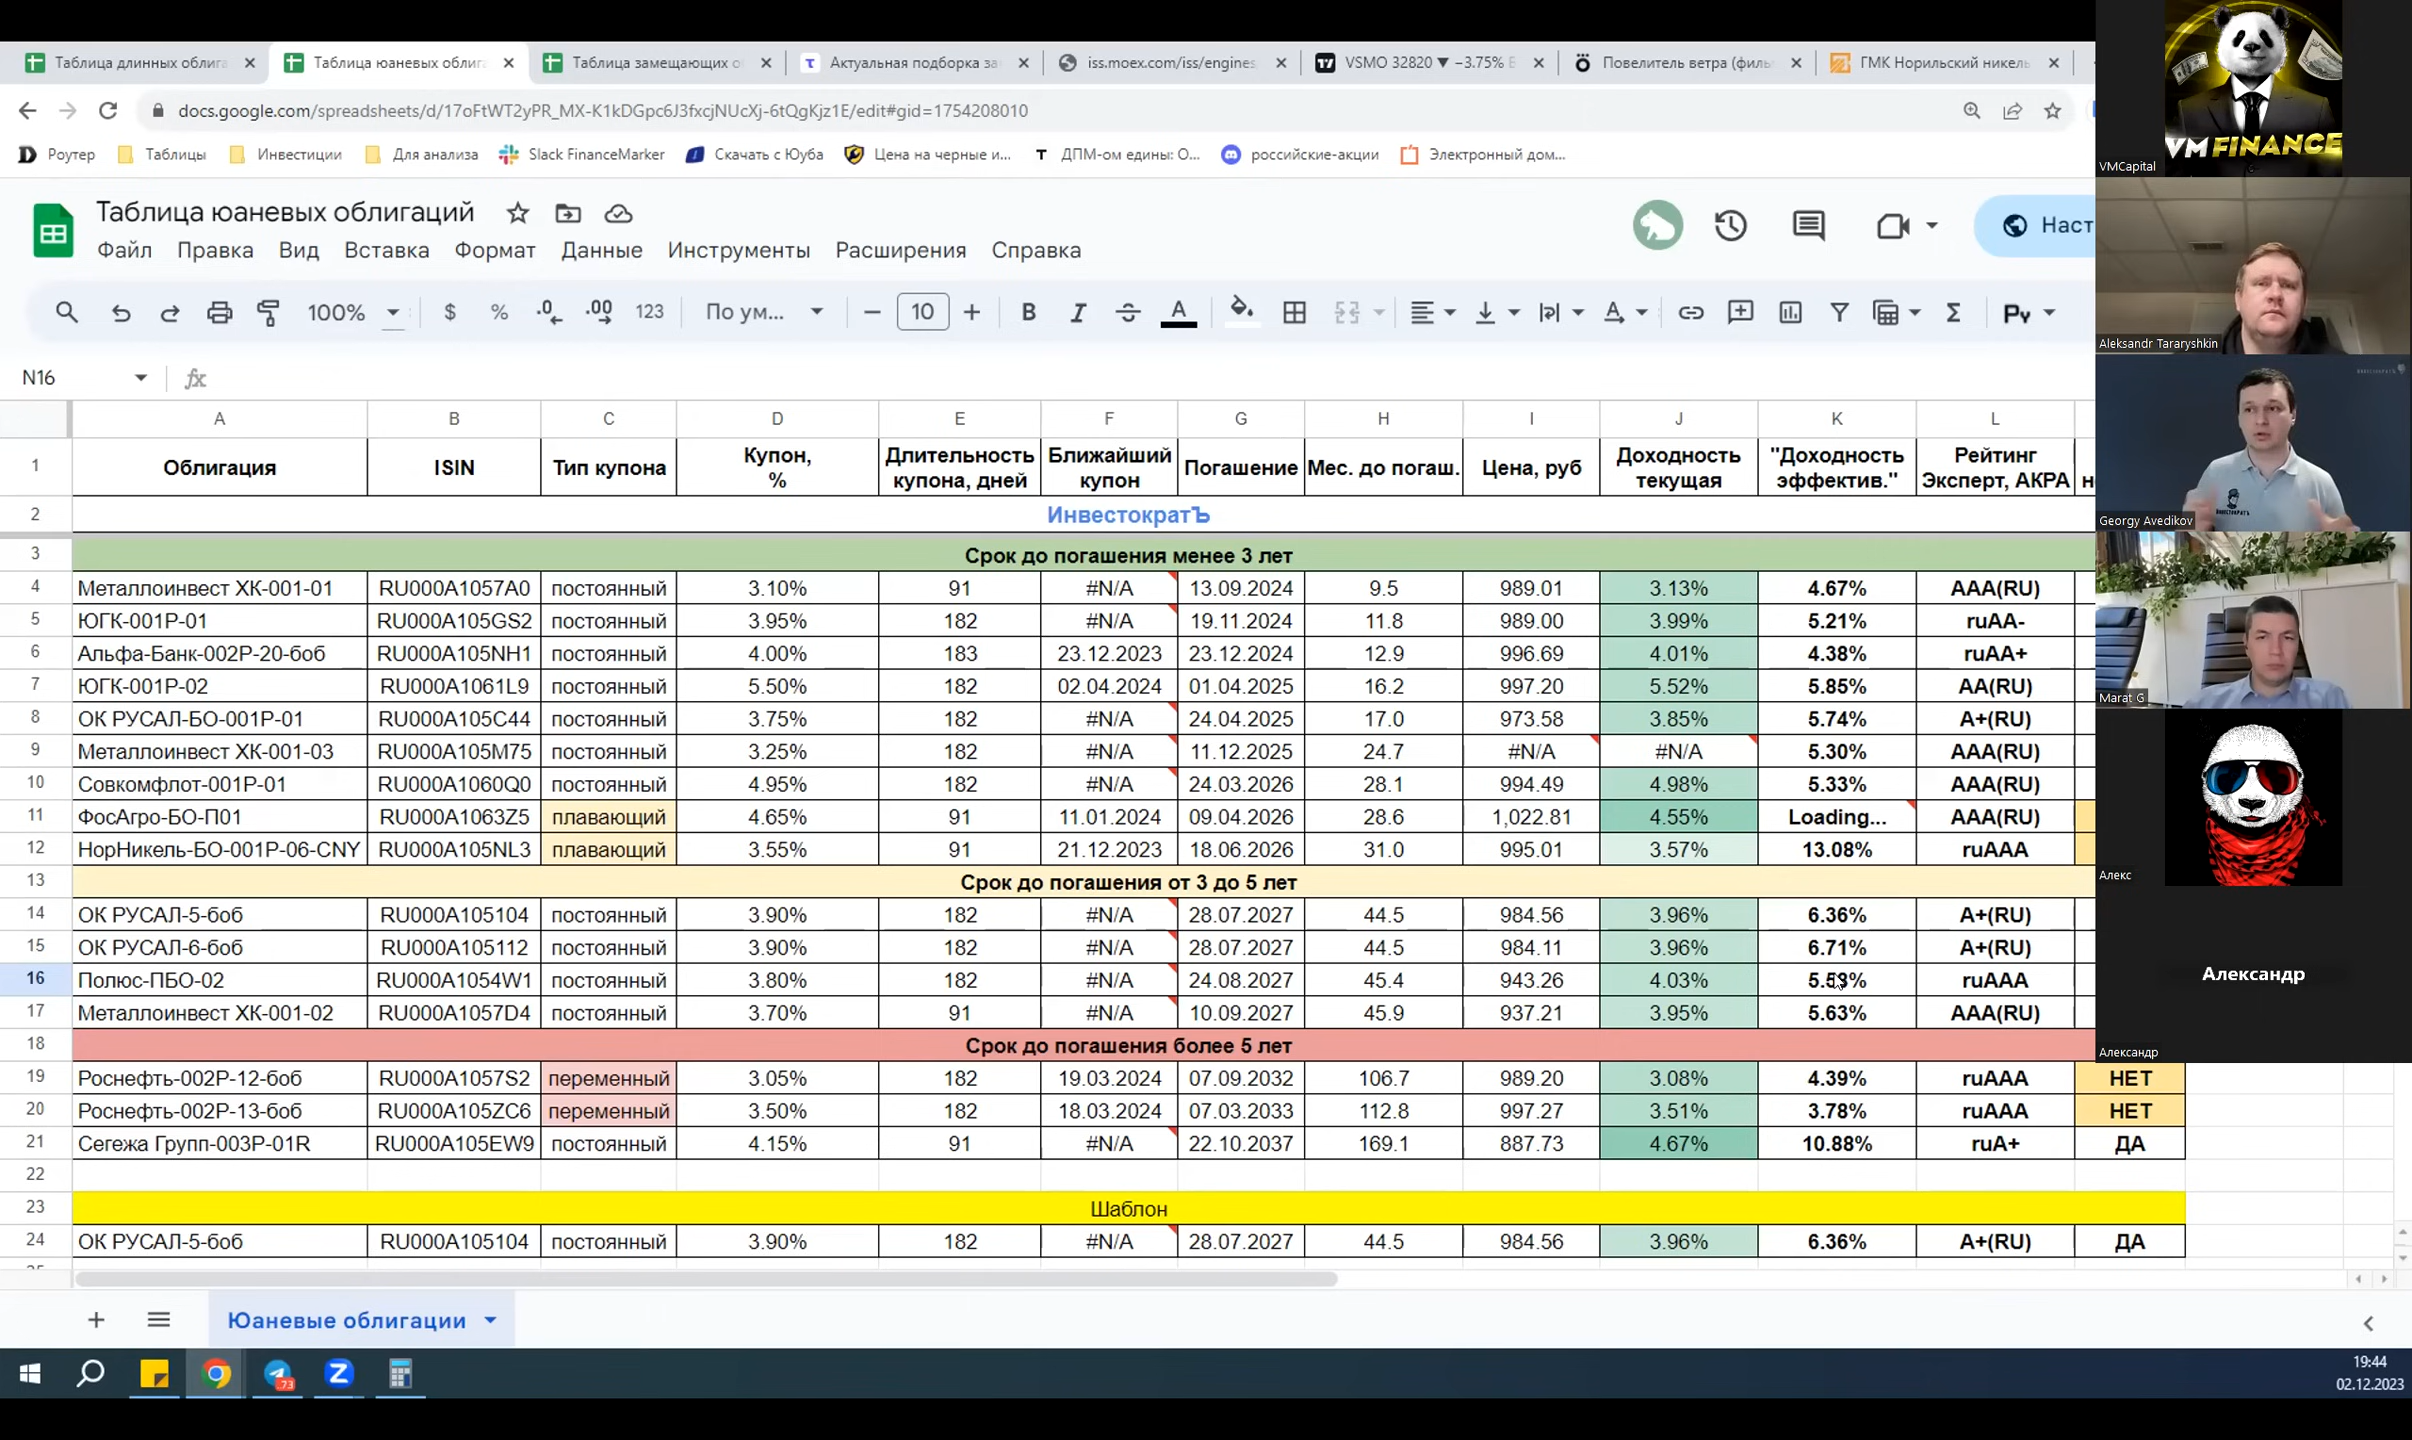 Таблица длинных облига
Таблица юаневых облиг
Таблица замещающих о
Актуальная подборка за
iss.moex.com/iss/engines
VSMO 32820 ▼ −3.75% Б
Повелитель ветра (филь
ГМК Норильский никель
docs.google.com/spreadsheets/d/17oFtWT2yPR_MX-K1kDGpc6J3fxcjNUcXj-6tQgKjz1E/edit#gid=1754208010
Роутер Таблицы Инвестиции Для анализа Slack FinanceMarker Скачать с Юуба Цена на черные и... ДПМ-ом едины: О... российские-акции Электронный дом...
Таблица юаневых облигаций
Наст
Файл Правка Вид Вставка Формат Данные Инструменты Расширения Справка
100% $ % .0 .00 123 По ум... − 10 + B I A Σ Py
N16 fx
A B C D E F G H I J K L
1 Облигация ISIN Тип купона Купон, % Длительность купона, дней Ближайший купон Погашение Мес. до погаш. Цена, руб Доходность текущая "Доходность эффектив." Рейтинг Эксперт, АКРА
2 ИнвестократЪ
3 Срок до погашения менее 3 лет
4 Металлоинвест ХК-001-01 RU000A1057A0 постоянный 3.10% 91 #N/A 13.09.2024 9.5 989.01 3.13% 4.67% AAA(RU)
5 ЮГК-001P-01 RU000A105GS2 постоянный 3.95% 182 #N/A 19.11.2024 11.8 989.00 3.99% 5.21% ruAA-
6 Альфа-Банк-002Р-20-боб RU000A105NH1 постоянный 4.00% 183 23.12.2023 23.12.2024 12.9 996.69 4.01% 4.38% ruAA+
7 ЮГК-001P-02 RU000A1061L9 постоянный 5.50% 182 02.04.2024 01.04.2025 16.2 997.20 5.52% 5.85% AA(RU)
8 ОК РУСАЛ-БО-001Р-01 RU000A105C44 постоянный 3.75% 182 #N/A 24.04.2025 17.0 973.58 3.85% 5.74% A+(RU)
9 Металлоинвест ХК-001-03 RU000A105M75 постоянный 3.25% 182 #N/A 11.12.2025 24.7 #N/A #N/A 5.30% AAA(RU)
10 Совкомфлот-001Р-01 RU000A1060Q0 постоянный 4.95% 182 #N/A 24.03.2026 28.1 994.49 4.98% 5.33% AAA(RU)
11 ФосАгро-БО-П01 RU000A1063Z5 плавающий 4.65% 91 11.01.2024 09.04.2026 28.6 1,022.81 4.55% Loading... AAA(RU)
12 НорНикель-БО-001Р-06-CNY RU000A105NL3 плавающий 3.55% 91 21.12.2023 18.06.2026 31.0 995.01 3.57% 13.08% ruAAA
13 Срок до погашения от 3 до 5 лет
14 ОК РУСАЛ-5-боб RU000A105104 постоянный 3.90% 182 #N/A 28.07.2027 44.5 984.56 3.96% 6.36% A+(RU)
15 ОК РУСАЛ-6-боб RU000A105112 постоянный 3.90% 182 #N/A 28.07.2027 44.5 984.11 3.96% 6.71% A+(RU)
16 Полюс-ПБО-02 RU000A1054W1 постоянный 3.80% 182 #N/A 24.08.2027 45.4 943.26 4.03% ruAAA
17 Металлоинвест ХК-001-02 RU000A1057D4 постоянный 3.70% 91 #N/A 10.09.2027 45.9 937.21 3.95% 5.63% AAA(RU)
18 Срок до погашения более 5 лет
19 Роснефть-002Р-12-боб RU000A1057S2 переменный 3.05% 182 19.03.2024 07.09.2032 106.7 989.20 3.08% 4.39% ruAAA НЕТ
20 Роснефть-002Р-13-боб RU000A105ZC6 переменный 3.50% 182 18.03.2024 07.03.2033 112.8 997.27 3.51% 3.78% ruAAA НЕТ
21 Сегежа Групп-003P-01R RU000A105EW9 постоянный 4.15% 91 #N/A 22.10.2037 169.1 887.73 4.67% 10.88% ruA+ ДА
22
23 Шаблон
24 ОК РУСАЛ-5-боб RU000A105104 постоянный 3.90% 182 #N/A 28.07.2027 44.5 984.56 3.96% 6.36% A+(RU) ДА
Юаневые облигации
73
19:44
02.12.2023
VM FINANCE
VMCapital
Aleksandr Tararyshkin
ИнвестократЪ
Georgy Avedikov
Marat G
Алекс
Александр
Александр